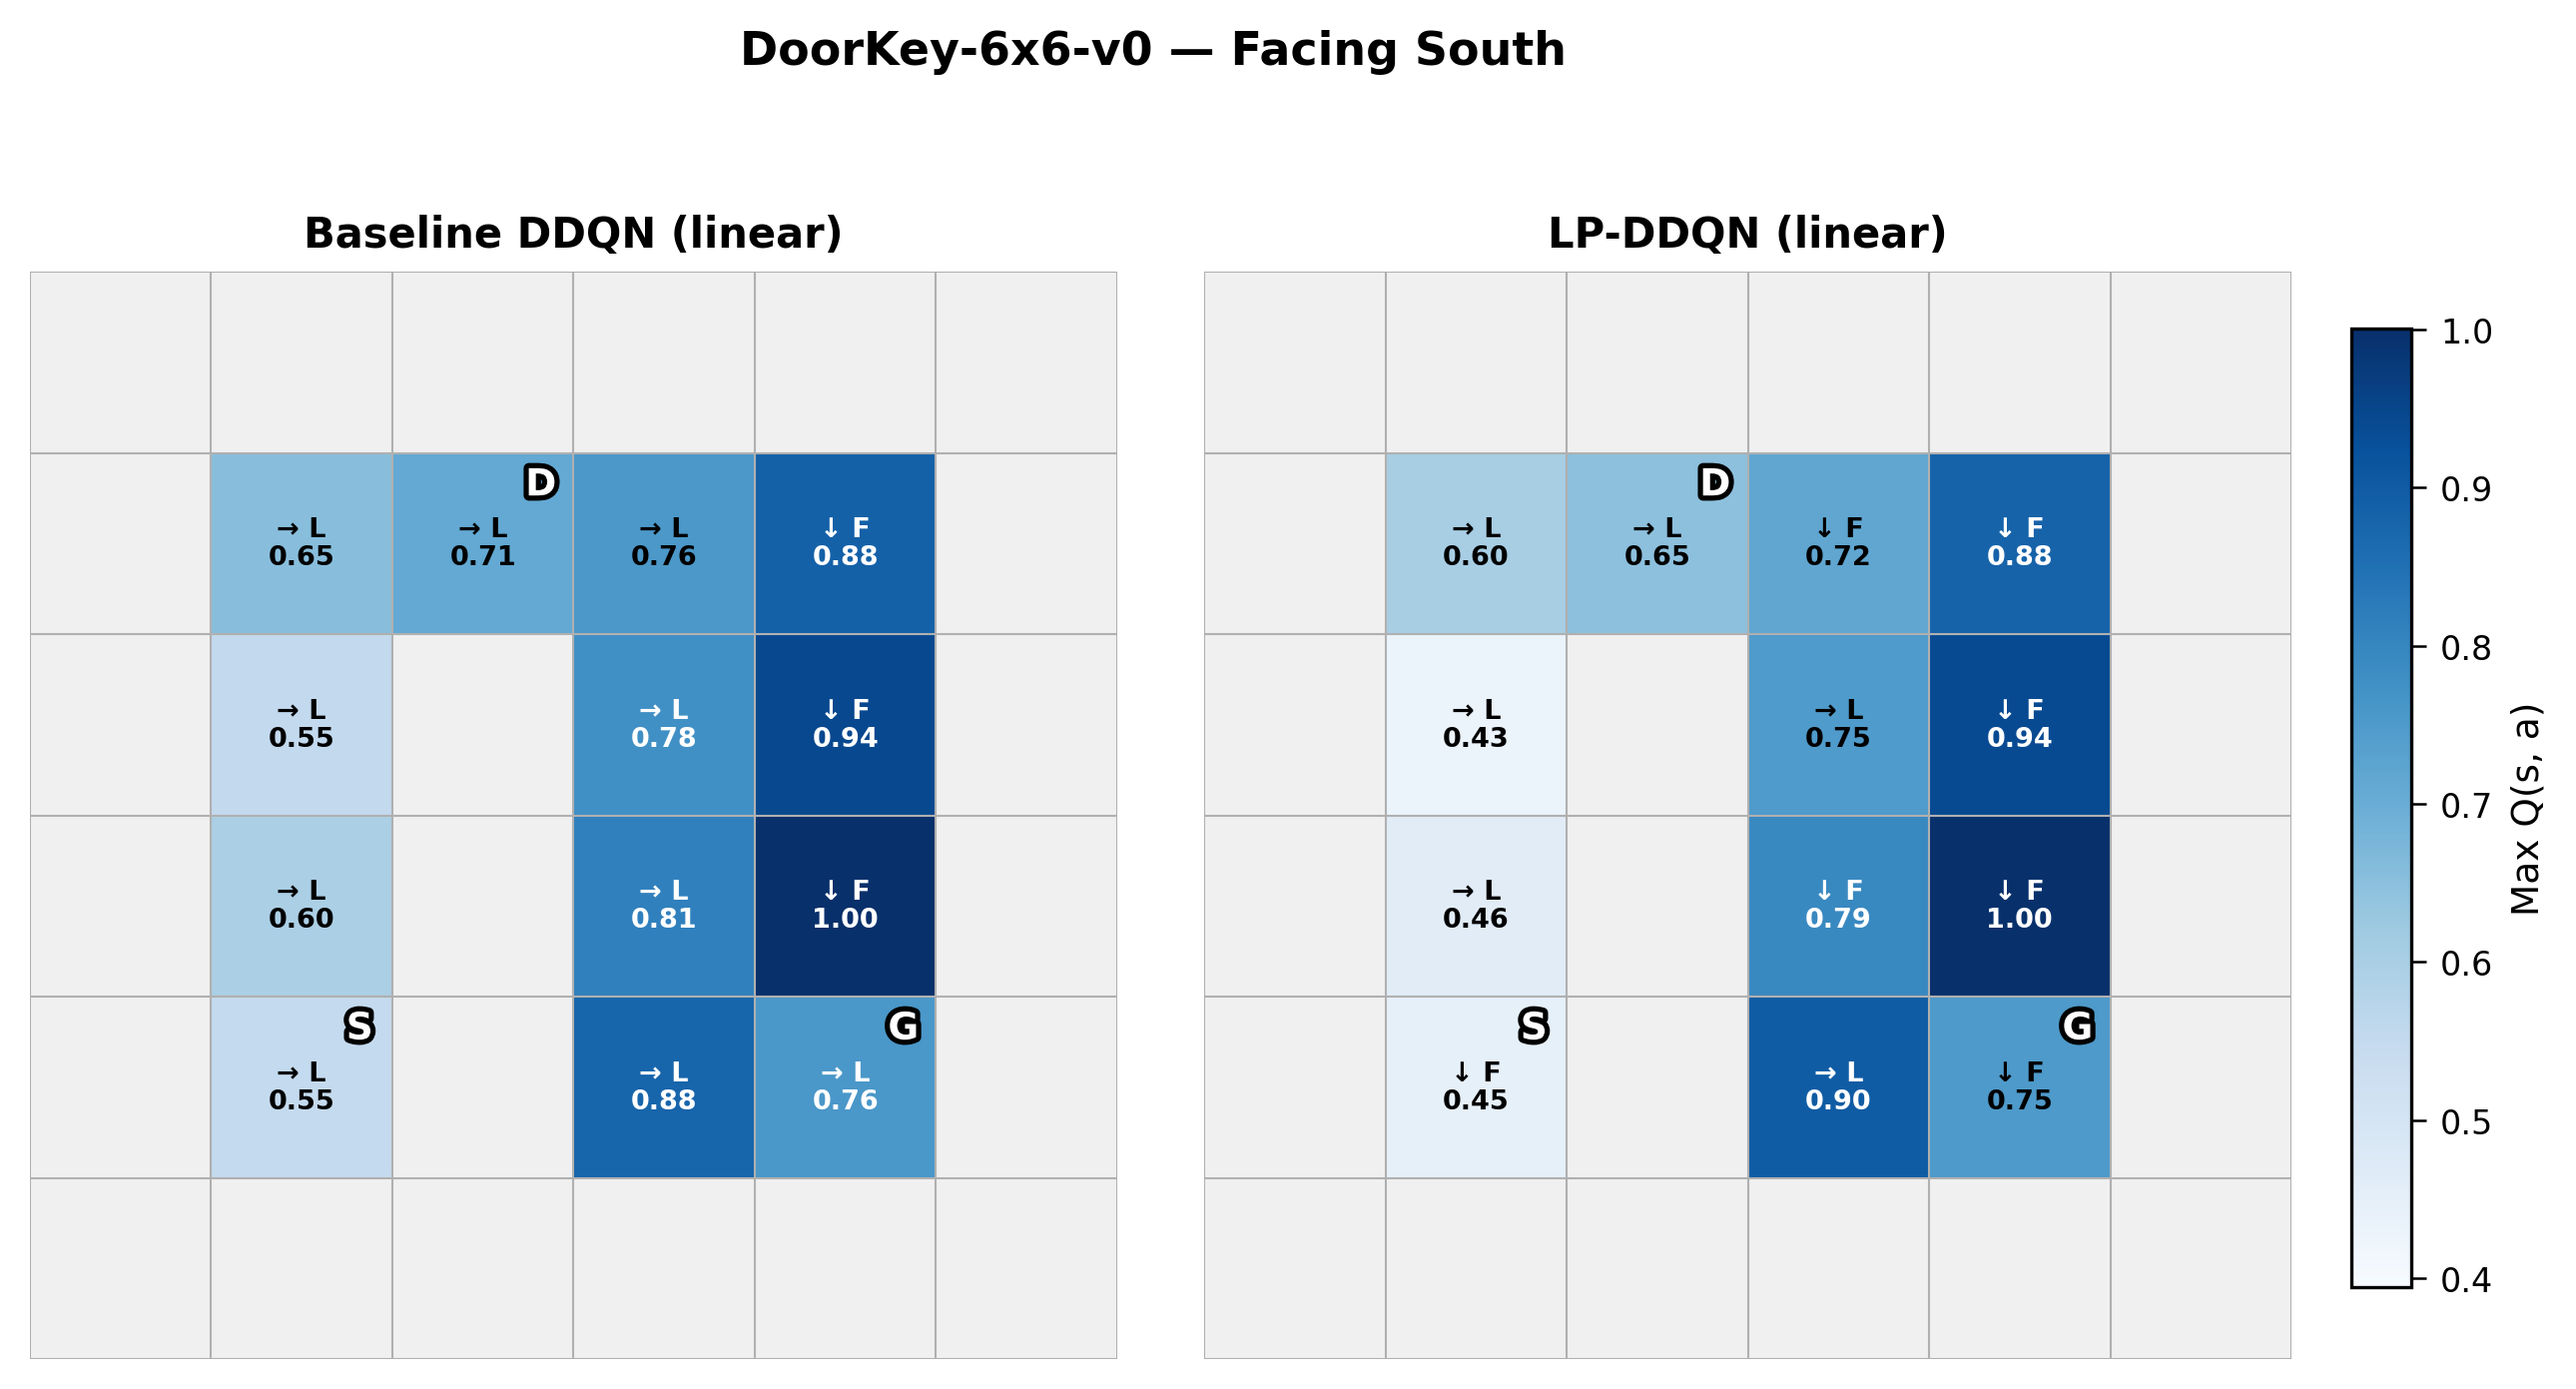 DoorKey-6x6-v0 — Facing South
Baseline DDQN (linear)
D
→ L → L → L ↓ F
0.65 0.71 0.76 0.88
→ L → L ↓ F
0.55 0.78 0.94
→ L → L ↓ F
0.60 0.81 1.00
S G
→ L → L → L
0.55 0.88 0.76
LP-DDQN (linear)
D
→ L → L ↓ F ↓ F
0.60 0.65 0.72 0.88
→ L → L ↓ F
0.43 0.75 0.94
→ L ↓ F ↓ F
0.46 0.79 1.00
S G
↓ F → L ↓ F
0.45 0.90 0.75
1.0
0.9
0.8
0.7
0.6
0.5
0.4
Max Q(s, a)